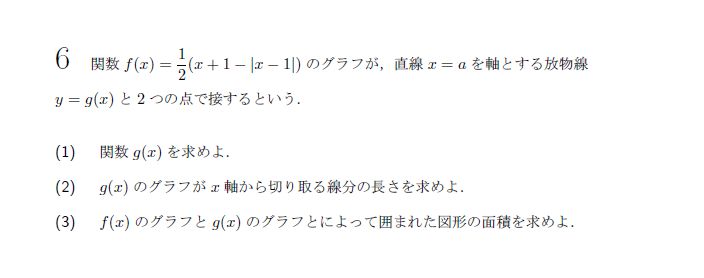 6 関数 f(x) = \frac{1}{2}(x + 1 − |x − 1|) のグラフが，直線 x = a を軸とする放物線
y = g(x) と 2 つの点で接するという．
(1) 関数 g(x) を求めよ．
(2) g(x) のグラフが x 軸から切り取る線分の長さを求めよ．
(3) f(x) のグラフと g(x) のグラフとによって囲まれた図形の面積を求めよ．